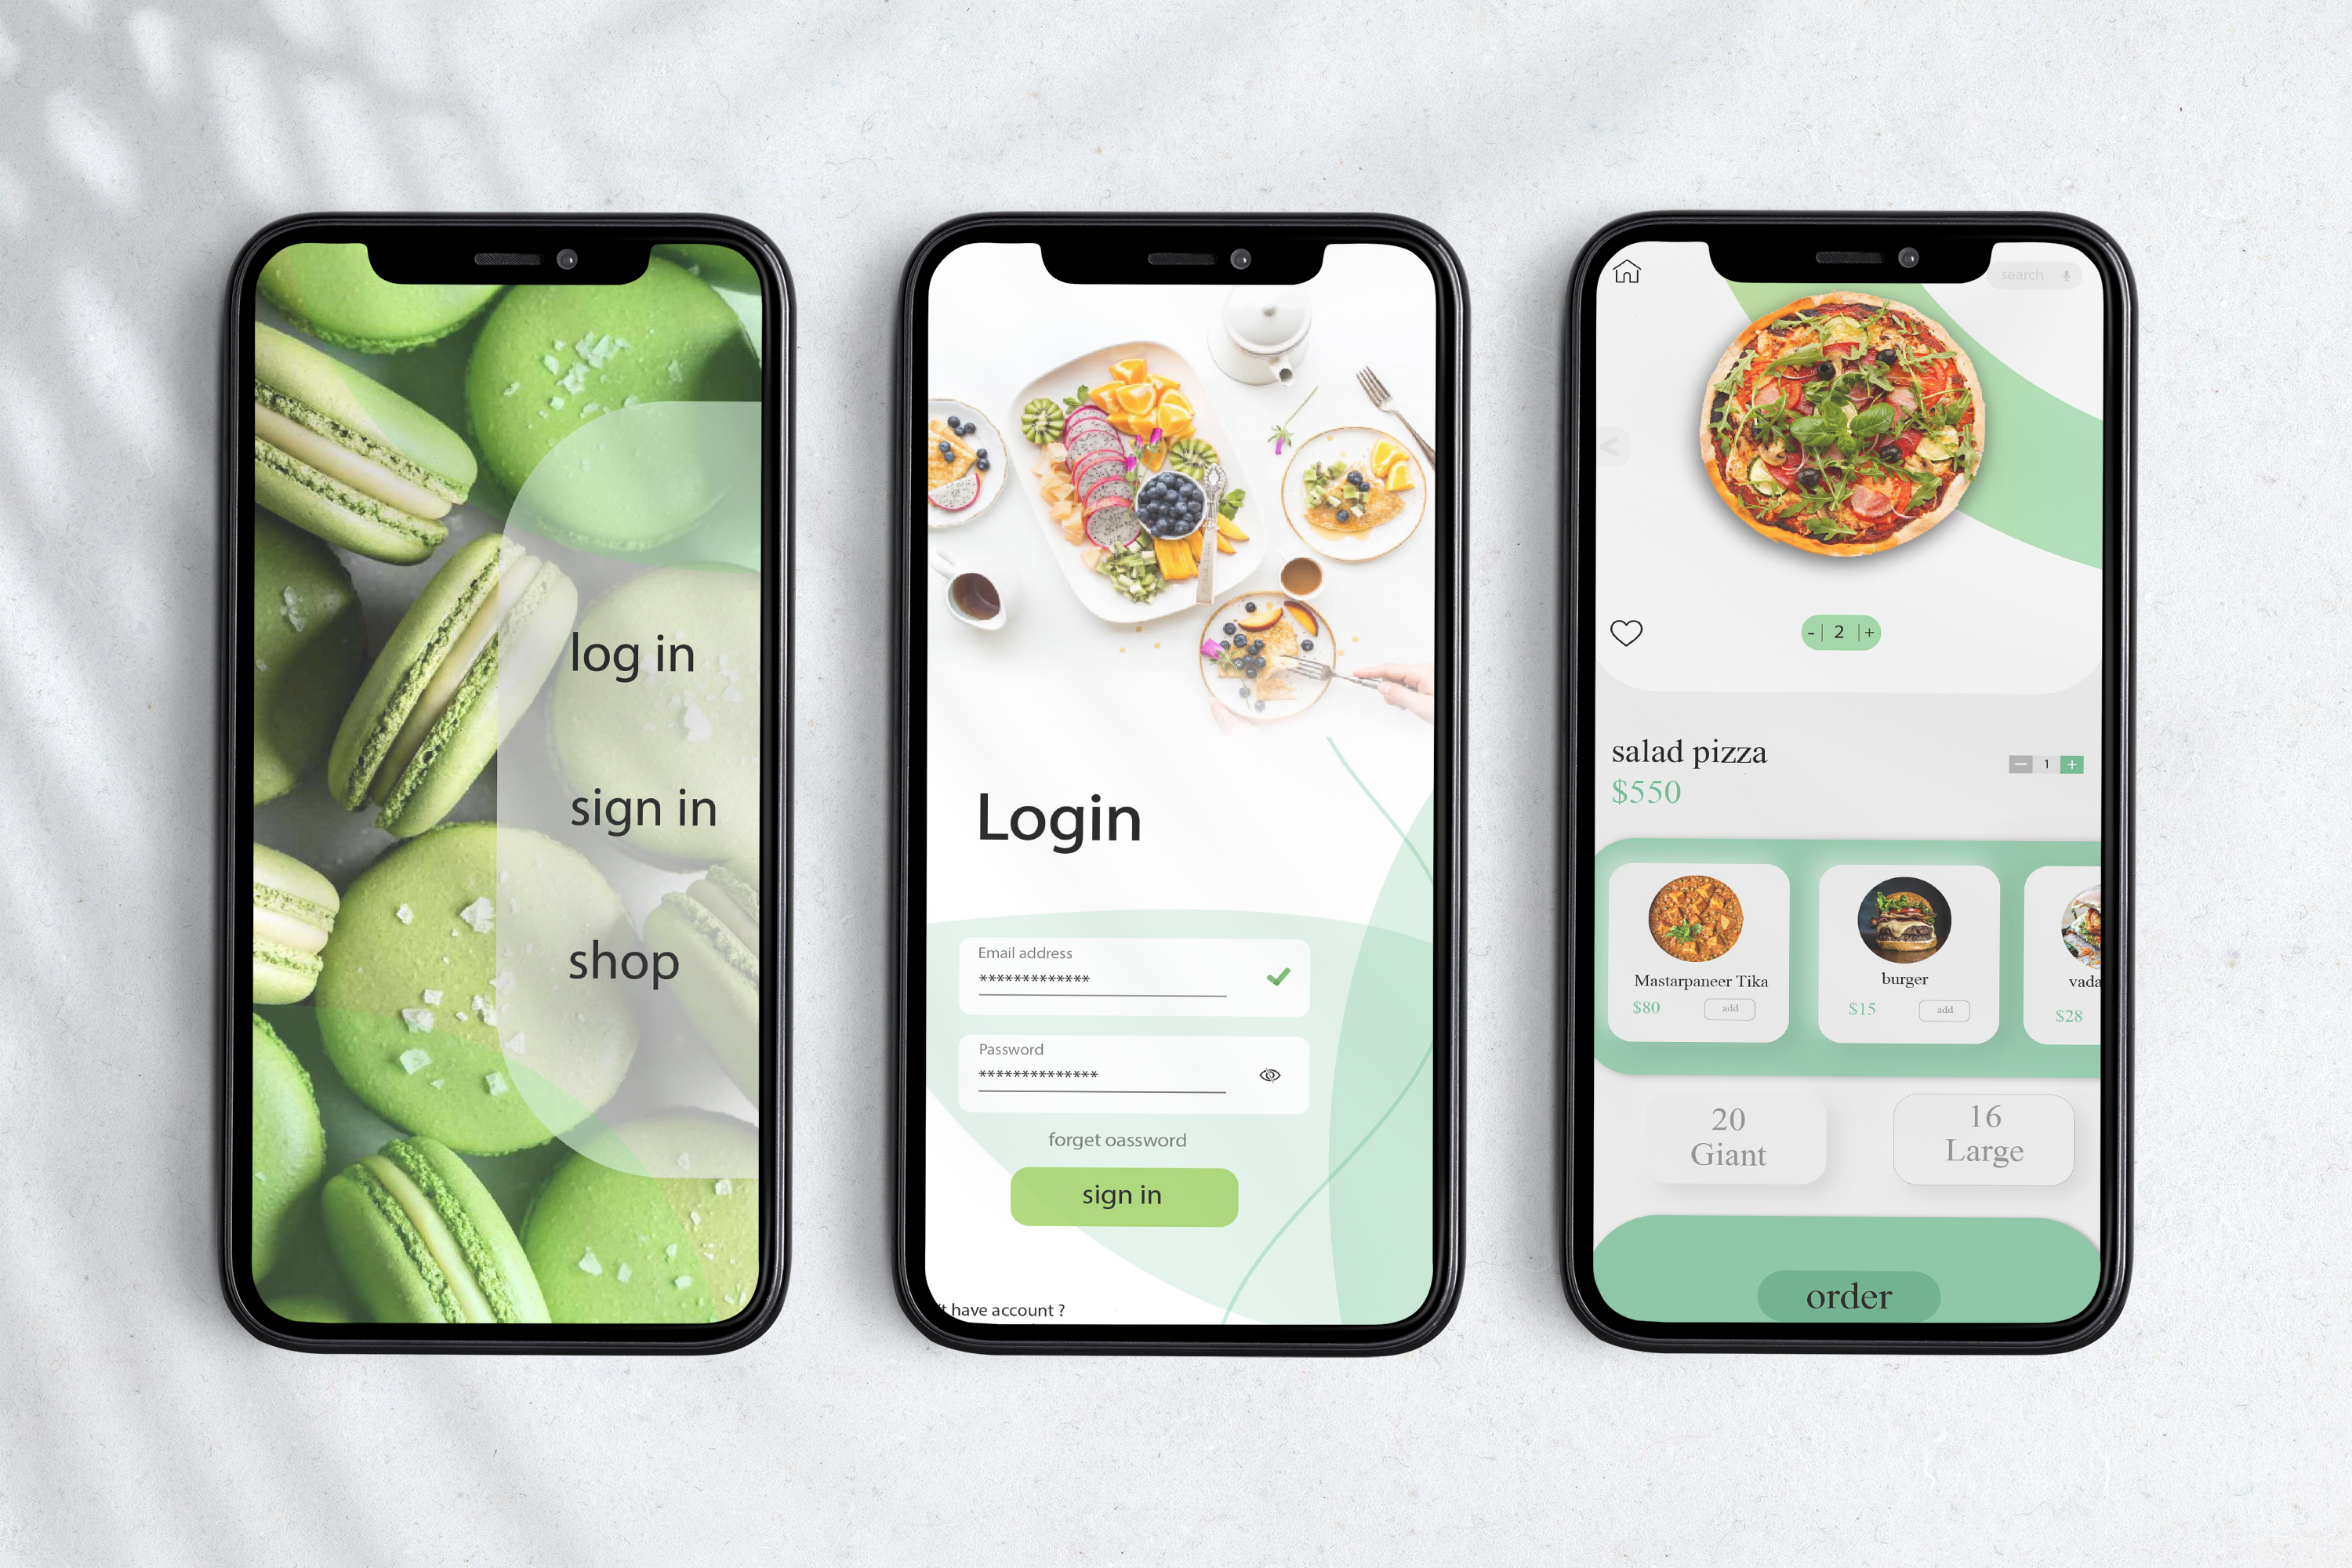 log in
sign in
shop
Login
Email address
*************
Password
**************
forget oassword
sign in
't have account ?
search
<
- | 2 | +
salad pizza
$550
− 1 +
Mastarpaneer Tika
$80 add
burger
$15 add
vada
$28
20
Giant
16
Large
order